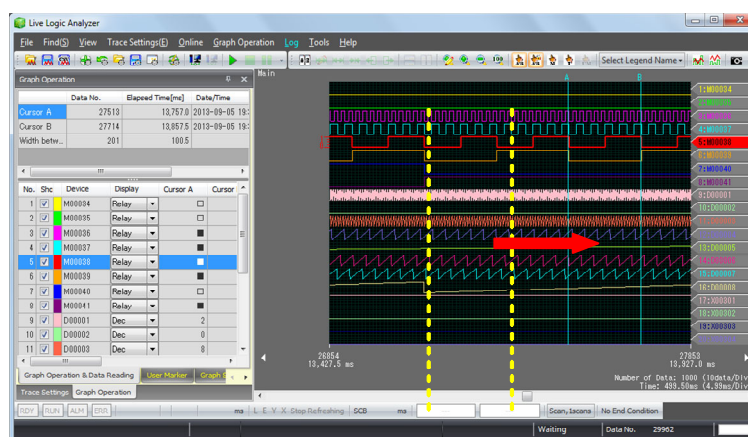 Live Logic Analyzer
File Find(S) View Trace Settings(E) Online Graph Operation Log Tools Help
Select Legend Name
Graph Operation
Main
Data No. Elapsed Time[ms] Date/Time
Cursor A 27513 13,757.0 2013-09-05 19:
Cursor B 27714 13,857.5 2013-09-05 19:
Width betw... 201 100.5
No. Shc Device Display Cursor A Cursor
1 M00034 Relay
2 M00035 Relay
3 M00036 Relay
4 M00037 Relay
5 M00038 Relay
6 M00039 Relay
7 M00040 Relay
8 M00041 Relay
9 D00001 Dec 2
10 D00002 Dec 0
11 D00003 Dec 8
Graph Operation & Data Reading User Marker Graph
Trace Settings Graph Operation
A B
1:M00034
4:M00037
5:M00038
7:M00040
8:M00041
9:D00001
10:D00002
13:D00005
15:D00007
16:D00008
17:X00301
18:X00302
19:X00303
26854 27853
13,427.5 ms 13,927.0 ms
Number of Data: 1000 (10data/Div
Time: 499.50ms (4.99ms/Div
RDY RUN ALM ERR ms L E V X Stop Refreshing SCB ms Scan, 1scans No End Condition
Waiting Data No. 29962